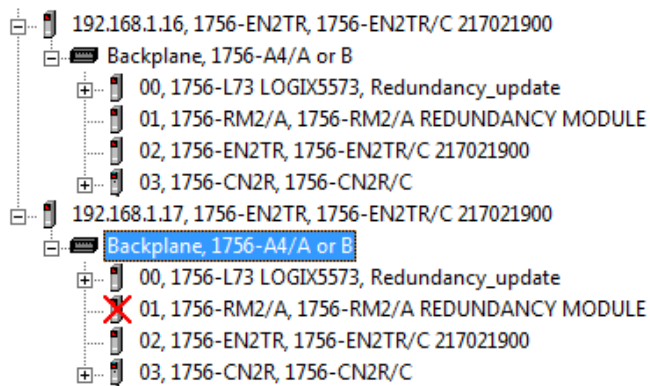 192.168.1.16, 1756-EN2TR, 1756-EN2TR/C 217021900
Backplane, 1756-A4/A or B
00, 1756-L73 LOGIX5573, Redundancy_update
01, 1756-RM2/A, 1756-RM2/A REDUNDANCY MODULE
02, 1756-EN2TR, 1756-EN2TR/C 217021900
03, 1756-CN2R, 1756-CN2R/C
192.168.1.17, 1756-EN2TR, 1756-EN2TR/C 217021900
Backplane, 1756-A4/A or B
00, 1756-L73 LOGIX5573, Redundancy_update
01, 1756-RM2/A, 1756-RM2/A REDUNDANCY MODULE
02, 1756-EN2TR, 1756-EN2TR/C 217021900
03, 1756-CN2R, 1756-CN2R/C